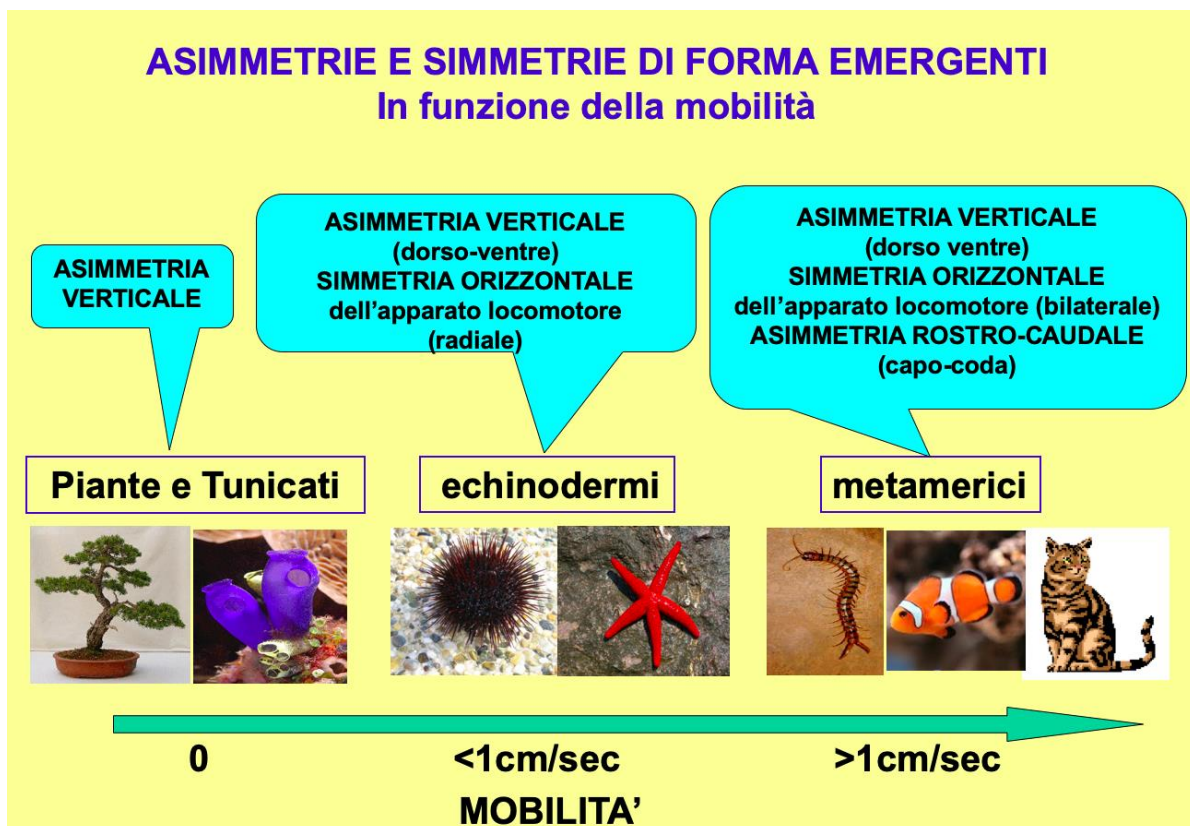 ASIMMETRIE E SIMMETRIE DI FORMA EMERGENTI
In funzione della mobilità
ASIMMETRIA
VERTICALE
ASIMMETRIA VERTICALE
(dorso-ventre)
SIMMETRIA ORIZZONTALE
dell'apparato locomotore
(radiale)
ASIMMETRIA VERTICALE
(dorso ventre)
SIMMETRIA ORIZZONTALE
dell'apparato locomotore (bilaterale)
ASIMMETRIA ROSTRO-CAUDALE
(capo-coda)
Piante e Tunicati
echinodermi
metamerici
0
<1cm/sec
>1cm/sec
MOBILITA'